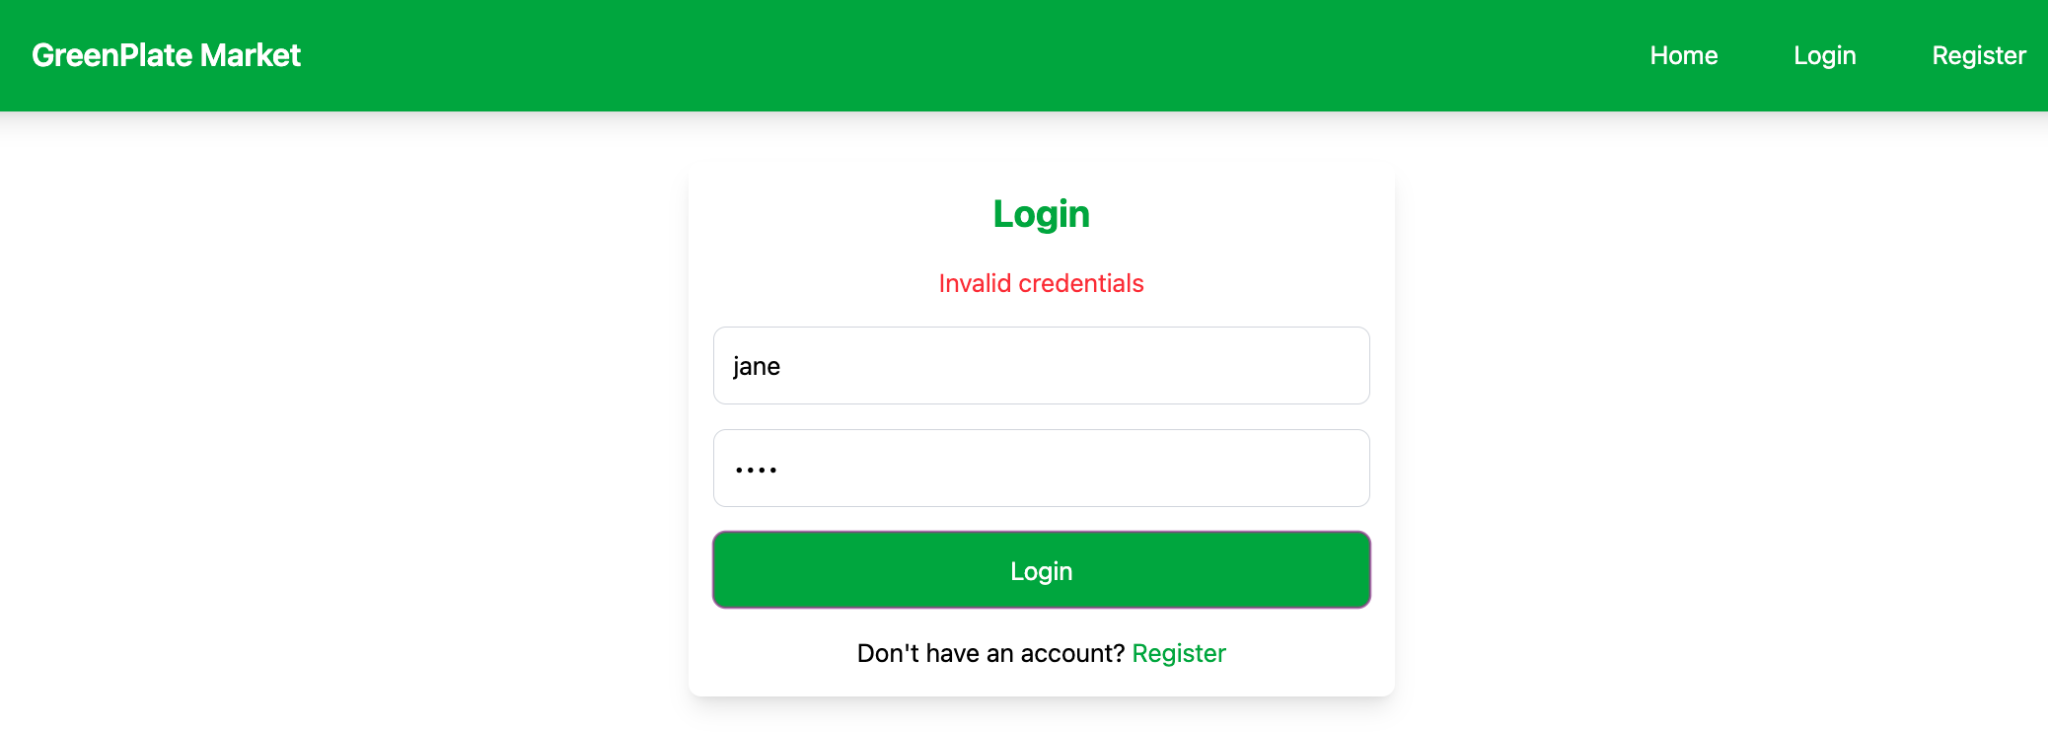 GreenPlate Market Home Login Register
Login
Invalid credentials
jane
••••
Login
Don't have an account? Register